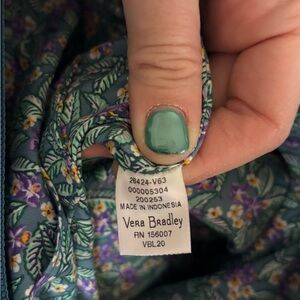 28424-V63
000005304
200253
MADE IN INDONESIA
Vera Bradley
RN 156007
VBL20